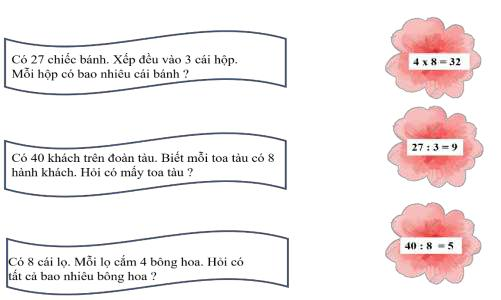 Có 27 chiếc bánh. Xếp đều vào 3 cái hộp.
Mỗi hộp có bao nhiêu cái bánh ?
4 x 8 = 32
Có 40 khách trên đoàn tàu. Biết mỗi toa tàu có 8
hành khách. Hỏi có mấy toa tàu ?
27 : 3 = 9
Có 8 cái lọ. Mỗi lọ cắm 4 bông hoa. Hỏi có
tất cả bao nhiêu bông hoa ?
40 : 8 = 5